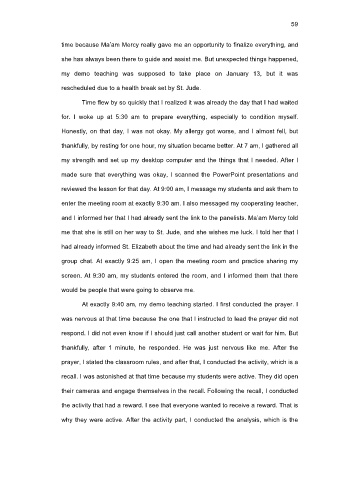 59
time because Ma'am Mercy really gave me an opportunity to finalize everything, and
she has always been there to guide and assist me. But unexpected things happened,
my demo teaching was supposed to take place on January 13, but it was
rescheduled due to a health break set by St. Jude.
Time flew by so quickly that I realized it was already the day that I had waited
for. I woke up at 5:30 am to prepare everything, especially to condition myself.
Honestly, on that day, I was not okay. My allergy got worse, and I almost fell, but
thankfully, by resting for one hour, my situation became better. At 7 am, I gathered all
my strength and set up my desktop computer and the things that I needed. After I
made sure that everything was okay, I scanned the PowerPoint presentations and
reviewed the lesson for that day. At 9:00 am, I message my students and ask them to
enter the meeting room at exactly 9:30 am. I also messaged my cooperating teacher,
and I informed her that I had already sent the link to the panelists. Ma'am Mercy told
me that she is still on her way to St. Jude, and she wishes me luck. I told her that I
had already informed St. Elizabeth about the time and had already sent the link in the
group chat. At exactly 9:25 am, I open the meeting room and practice sharing my
screen. At 9:30 am, my students entered the room, and I informed them that there
would be people that were going to observe me.
At exactly 9:40 am, my demo teaching started. I first conducted the prayer. I
was nervous at that time because the one that I instructed to lead the prayer did not
respond, I did not even know if I should just call another student or wait for him. But
thankfully, after 1 minute, he responded. He was just nervous like me. After the
prayer, I stated the classroom rules, and after that, I conducted the activity, which is a
recall. I was astonished at that time because my students were active. They did open
their cameras and engage themselves in the recall. Following the recall, I conducted
the activity that had a reward. I see that everyone wanted to receive a reward. That is
why they were active. After the activity part, I conducted the analysis, which is the